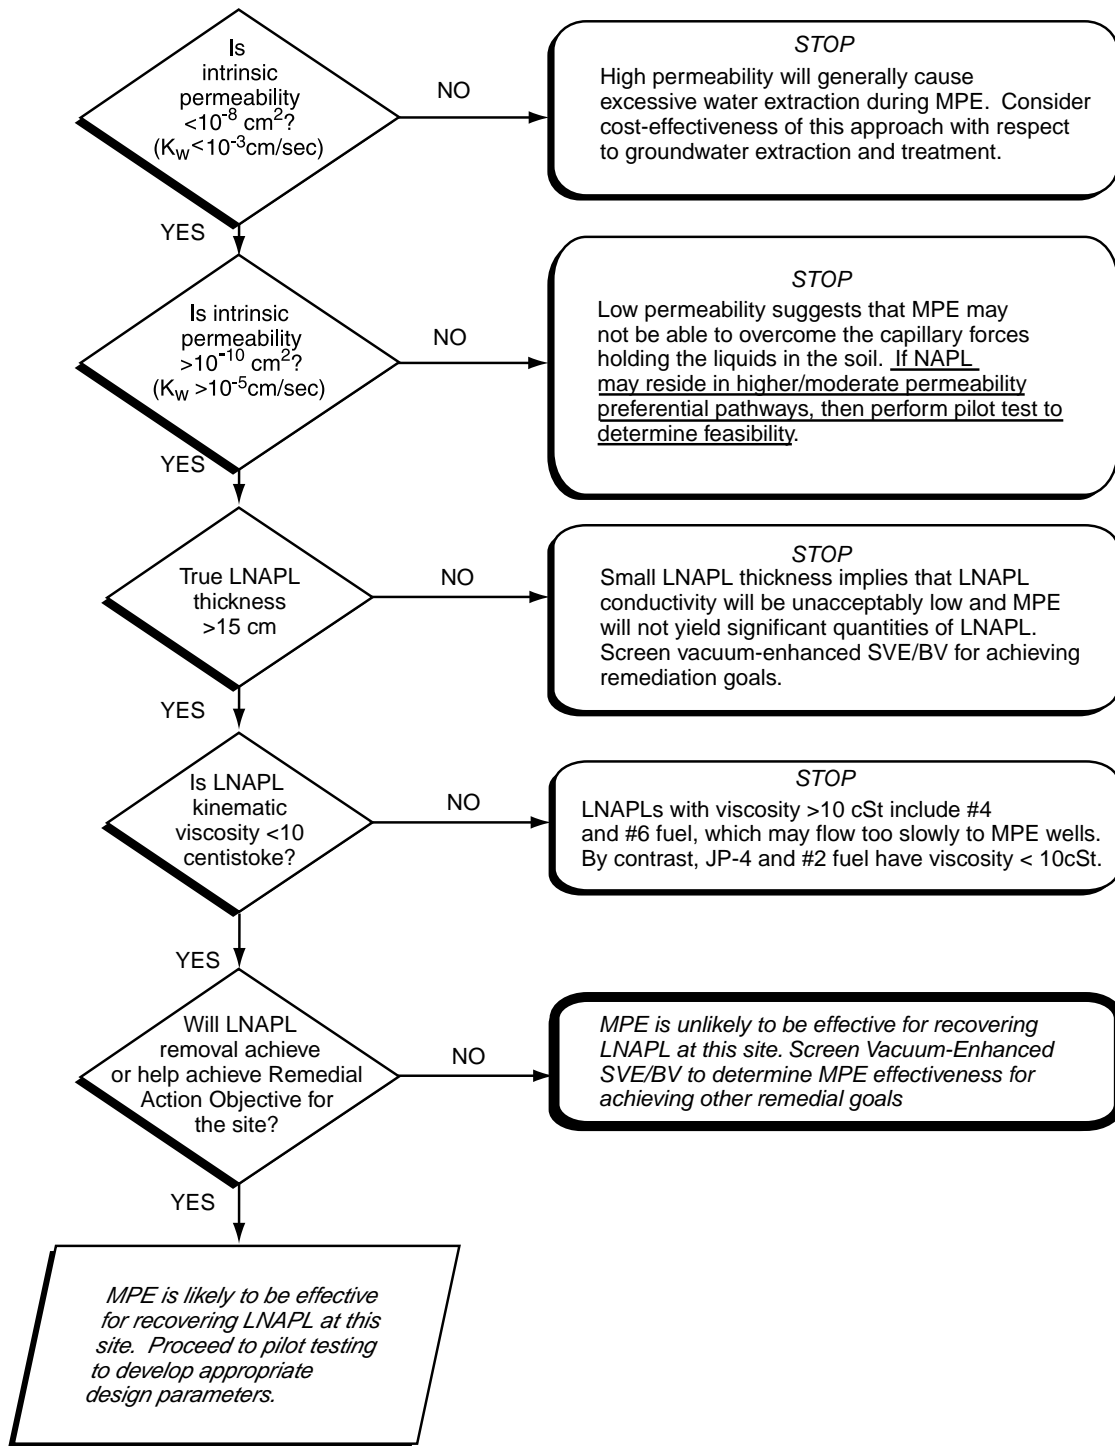 Is
intrinsic
permeability
<10⁻⁸ cm²?
(Kw<10⁻³cm/sec)
NO
STOP
High permeability will generally cause
excessive water extraction during MPE. Consider
cost-effectiveness of this approach with respect
to groundwater extraction and treatment.
YES
Is intrinsic
permeability
>10⁻¹⁰ cm²?
(Kw >10⁻⁵cm/sec)
NO
STOP
Low permeability suggests that MPE may
not be able to overcome the capillary forces
holding the liquids in the soil. If NAPL
may reside in higher/moderate permeability
preferential pathways, then perform pilot test to
determine feasibility.
YES
True LNAPL
thickness
>15 cm
NO
STOP
Small LNAPL thickness implies that LNAPL
conductivity will be unacceptably low and MPE
will not yield significant quantities of LNAPL.
Screen vacuum-enhanced SVE/BV for achieving
remediation goals.
YES
Is LNAPL
kinematic
viscosity <10
centistoke?
NO
STOP
LNAPLs with viscosity >10 cSt include #4
and #6 fuel, which may flow too slowly to MPE wells.
By contrast, JP-4 and #2 fuel have viscosity < 10cSt.
YES
Will LNAPL
removal achieve
or help achieve Remedial
Action Objective for
the site?
NO
MPE is unlikely to be effective for recovering
LNAPL at this site. Screen Vacuum-Enhanced
SVE/BV to determine MPE effectiveness for
achieving other remedial goals
YES
MPE is likely to be effective
for recovering LNAPL at this
site. Proceed to pilot testing
to develop appropriate
design parameters.